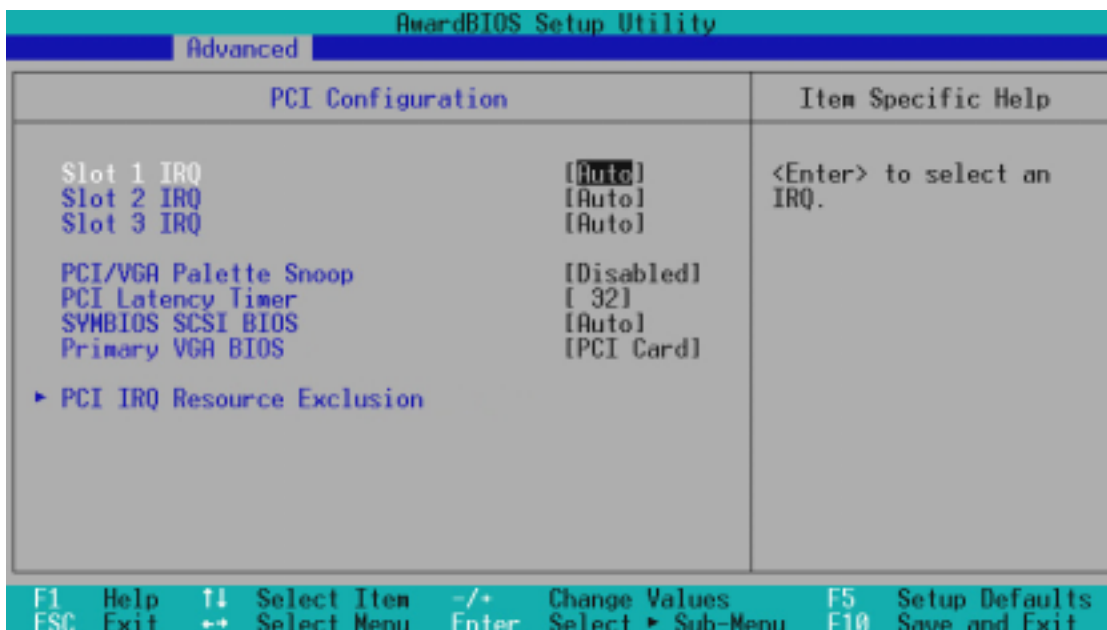 AwardBIOS Setup Utility
Advanced
PCI Configuration
Item Specific Help
Slot 1 IRQ [Auto]
Slot 2 IRQ [Auto]
Slot 3 IRQ [Auto]
PCI/VGA Palette Snoop [Disabled]
PCI Latency Timer [ 32]
SYMBIOS SCSI BIOS [Auto]
Primary VGA BIOS [PCI Card]
▶ PCI IRQ Resource Exclusion
<Enter> to select an
IRQ.
F1 Help ↑↓ Select Item -/+ Change Values F5 Setup Defaults
ESC Exit ←→ Select Menu Enter Select ▶ Sub-Menu F10 Save and Exit